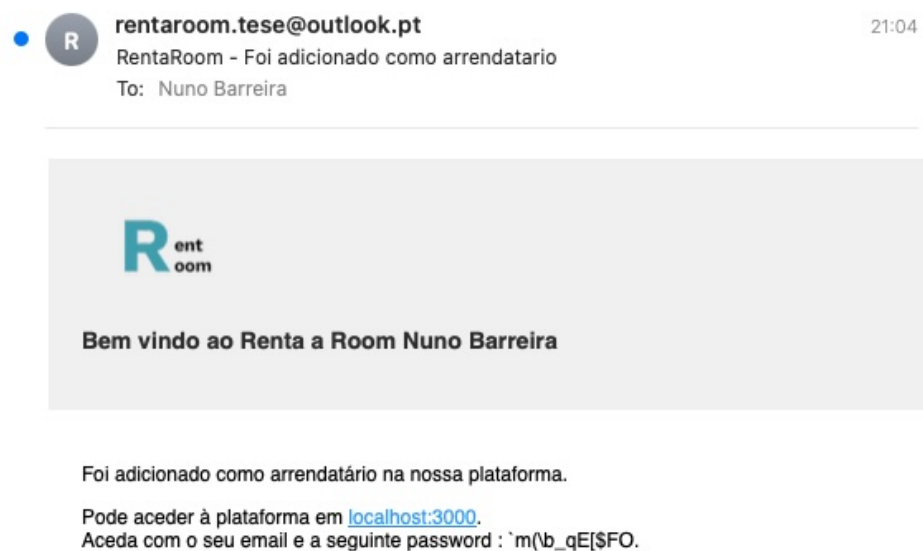 rentaroom.tese@outlook.pt 21:04
R
RentaRoom - Foi adicionado como arrendatario
To: Nuno Barreira
Rent
Room
Bem vindo ao Renta a Room Nuno Barreira
Foi adicionado como arrendatário na nossa plataforma.
Pode aceder à plataforma em localhost:3000.
Aceda com o seu email e a seguinte password : `m(\b_qE[$FO.